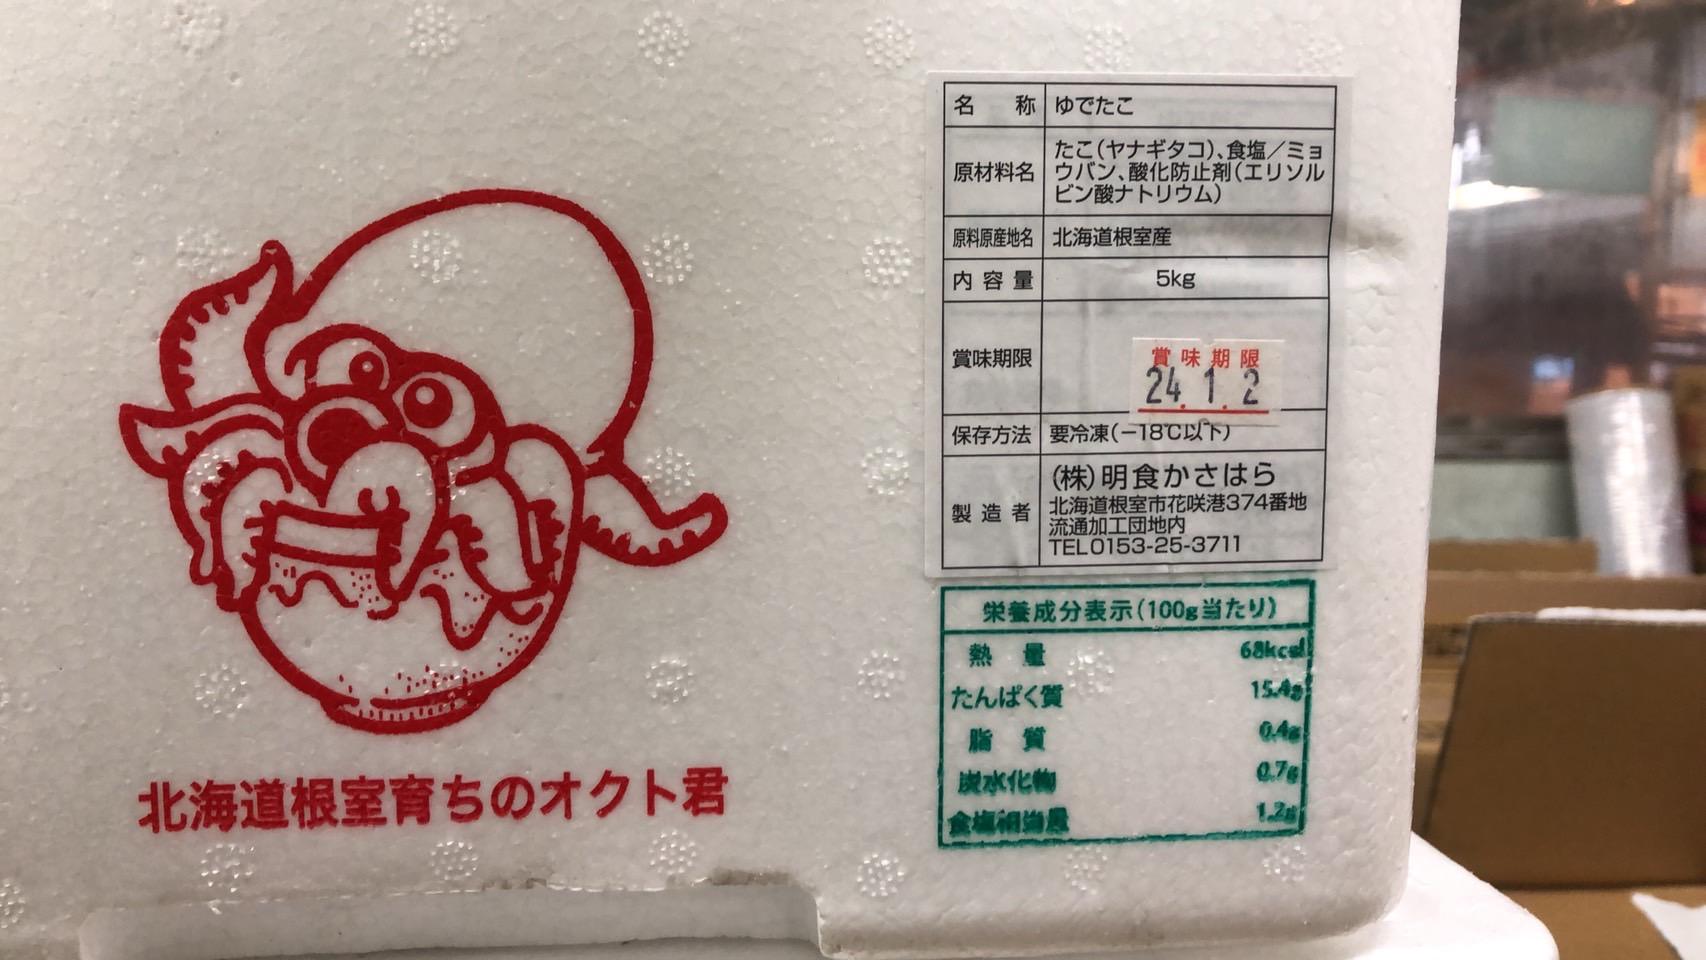 北海道根室育ちのオクト君
名称 ゆでたこ
原材料名 たこ(ヤナギタコ)、食塩/ミョ
ウバン、酸化防止剤(エリソル
ビン酸ナトリウム)
原料原産地名 北海道根室産
内容量 5kg
賞味期限
賞味期限
24.1.2
保存方法 要冷凍(-18℃以下)
製造者 (株)明食かさはら
北海道根室市花咲港374番地
流通加工団地内
TEL0153-25-3711
栄養成分表示(100g当たり)
熱量 68kcal
たんぱく質 15.4g
脂質 0.4g
炭水化物 0.7g
食塩相当量 1.2g